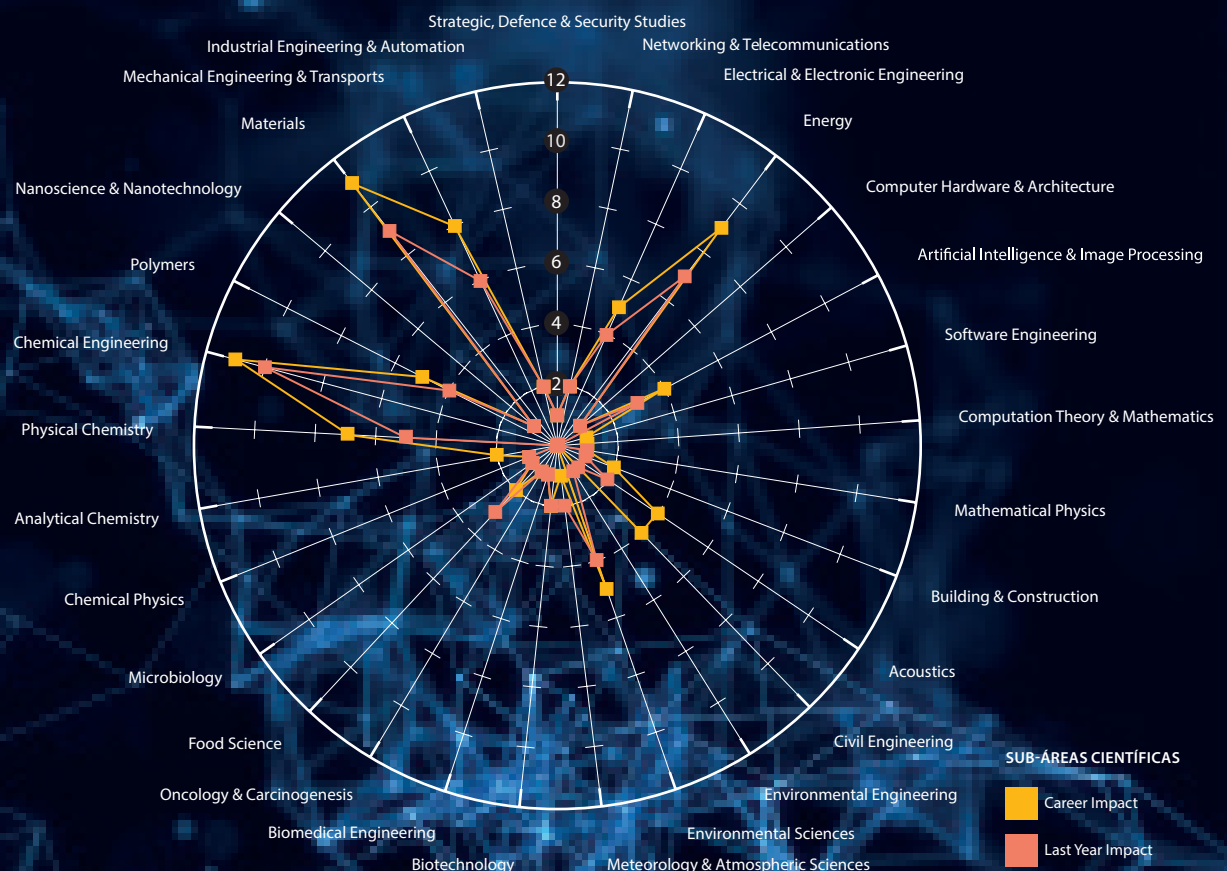 Strategic, Defence & Security Studies
Industrial Engineering & Automation
Networking & Telecommunications
Mechanical Engineering & Transports
Electrical & Electronic Engineering
Materials
Energy
Nanoscience & Nanotechnology
Computer Hardware & Architecture
Polymers
Artificial Intelligence & Image Processing
Chemical Engineering
Software Engineering
Physical Chemistry
Computation Theory & Mathematics
Analytical Chemistry
Mathematical Physics
Chemical Physics
Building & Construction
Microbiology
Acoustics
Food Science
Civil Engineering
Oncology & Carcinogenesis
Environmental Engineering
Biomedical Engineering
Environmental Sciences
Biotechnology
Meteorology & Atmospheric Sciences
12
10
8
6
4
2
SUB-ÁREAS CIENTÍFICAS
Career Impact
Last Year Impact